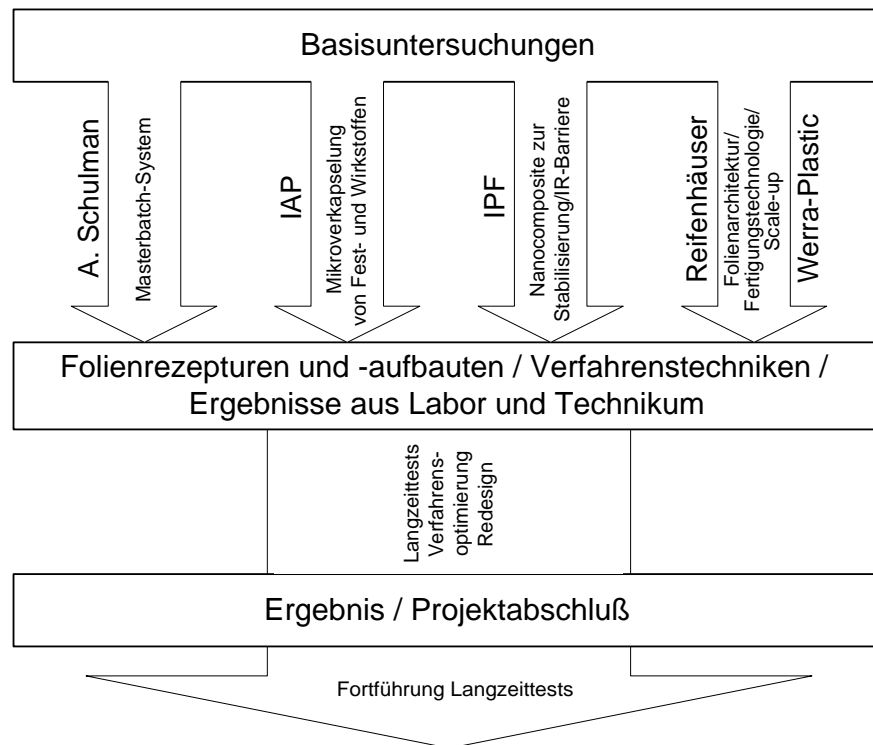 Basisuntersuchungen
A. Schulman
Masterbatch-System
IAP
Mikroverkapselung
von Fest- und Wirkstoffen
IPF
Nanocomposite zur
Stabilisierung/IR-Barriere
Reifenhäuser
Folienarchitektur/
Fertigungstechnologie/
Scale-up
Werra-Plastic
Folienrezepturen und -aufbauten / Verfahrenstechniken /
Ergebnisse aus Labor und Technikum
Langzeittests
Verfahrens-
optimierung
Redesign
Ergebnis / Projektabschluß
Fortführung Langzeittests